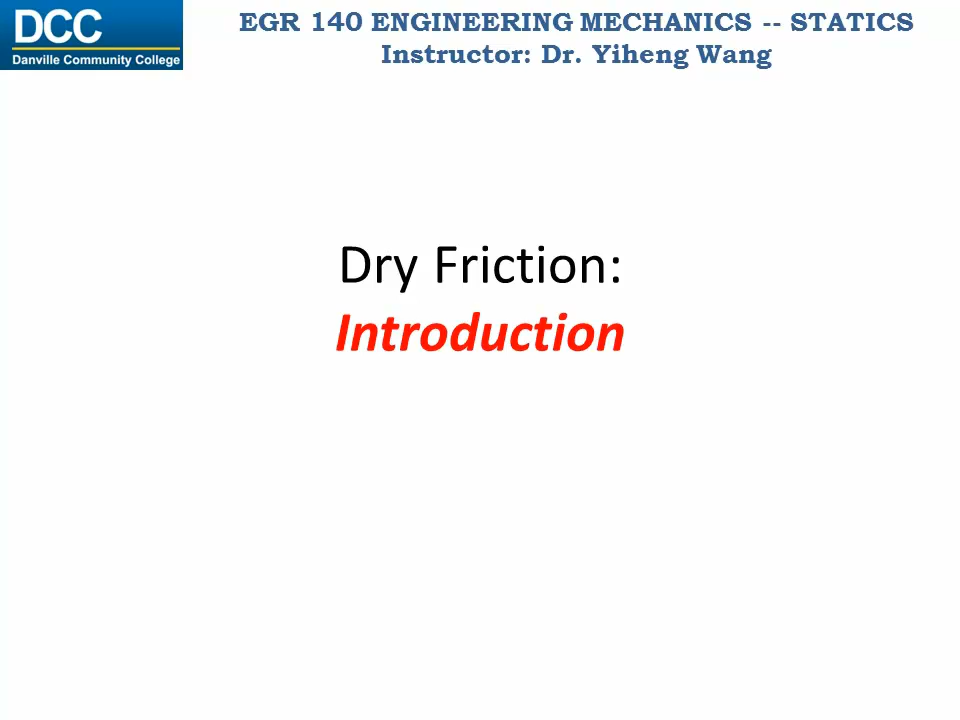 DCC
Danville Community College
EGR 140 ENGINEERING MECHANICS -- STATICS
Instructor: Dr. Yiheng Wang
Dry Friction:
Introduction